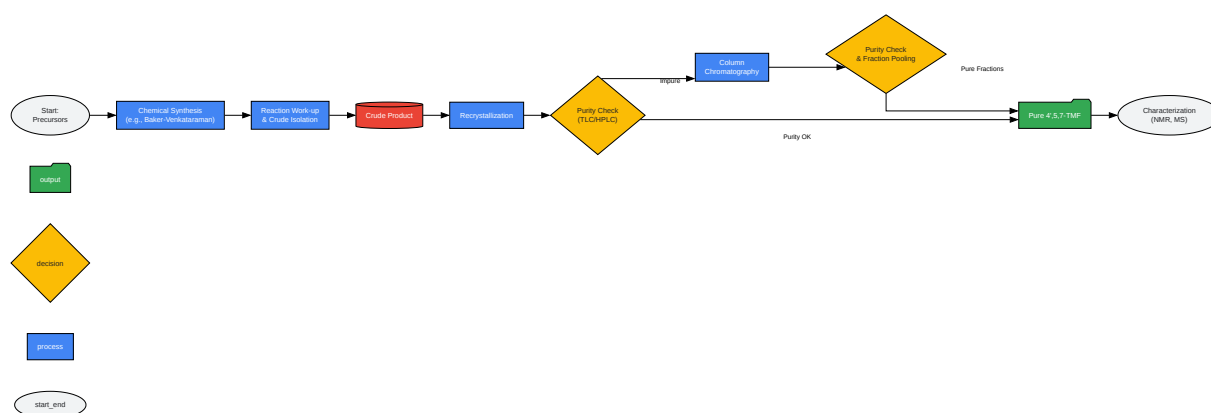 Start:
Precursors
Chemical Synthesis
(e.g., Baker-Venkataraman)
Reaction Work-up
& Crude Isolation
Crude Product
Recrystallization
Purity Check
(TLC/HPLC)
Impure
Column
Chromatography
Purity Check
& Fraction Pooling
Pure Fractions
Purity OK
Pure 4',5,7-TMF
Characterization
(NMR, MS)
output
decision
process
start_end